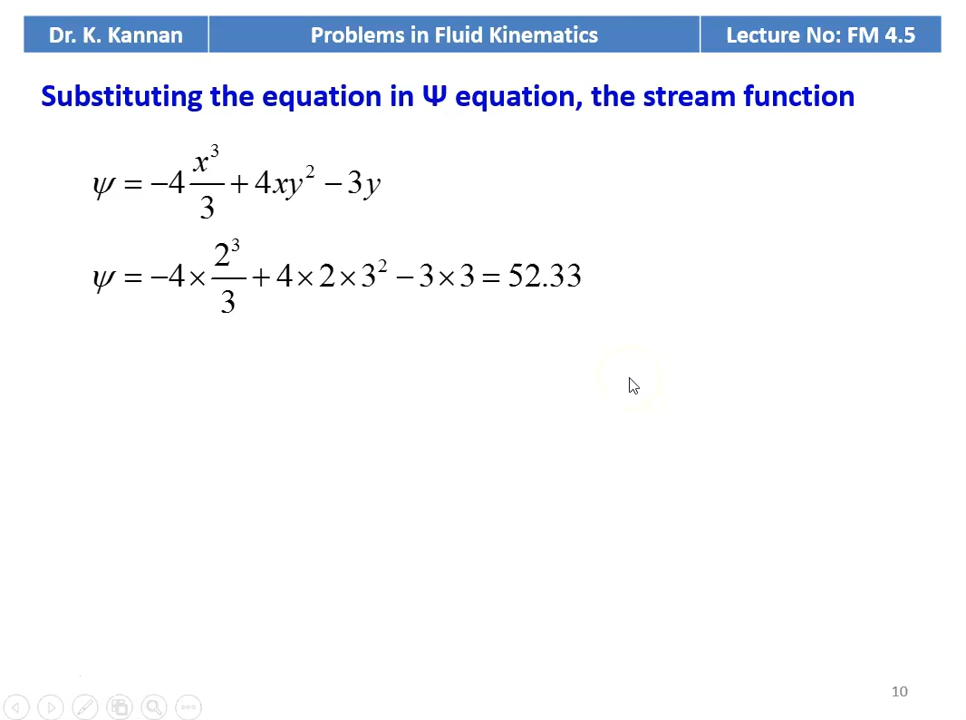 Dr. K. Kannan
Problems in Fluid Kinematics
Lecture No: FM 4.5
Substituting the equation in Ψ equation, the stream function
ψ = −4 x³/3 + 4xy² − 3y
ψ = −4 × 2³/3 + 4 × 2 × 3² − 3 × 3 = 52.33
10